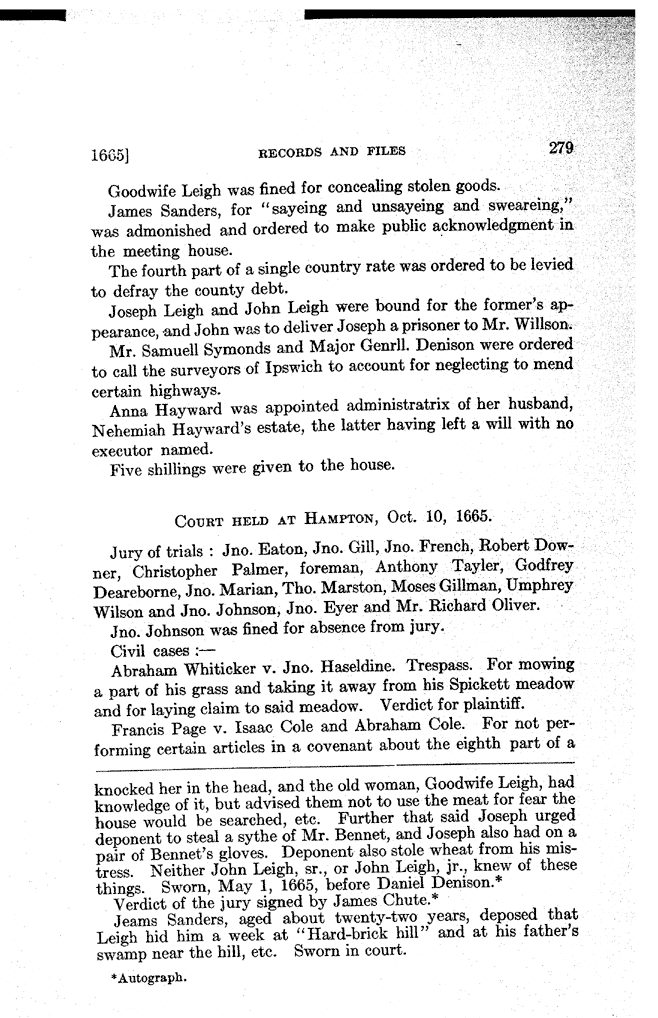 1665] RECORDS AND FILES 279
Goodwife Leigh was fined for concealing stolen goods.
James Sanders, for "sayeing and unsayeing and sweareing,"
was admonished and ordered to make public acknowledgment in
the meeting house.
The fourth part of a single country rate was ordered to be levied
to defray the county debt.
Joseph Leigh and John Leigh were bound for the former's ap-
pearance, and John was to deliver Joseph a prisoner to Mr. Willson.
Mr. Samuell Symonds and Major Genrll. Denison were ordered
to call the surveyors of Ipswich to account for neglecting to mend
certain highways.
Anna Hayward was appointed administratrix of her husband,
Nehemiah Hayward's estate, the latter having left a will with no
executor named.
Five shillings were given to the house.
COURT HELD AT HAMPTON, Oct. 10, 1665.
Jury of trials : Jno. Eaton, Jno. Gill, Jno. French, Robert Dow-
ner, Christopher Palmer, foreman, Anthony Tayler, Godfrey
Deareborne, Jno. Marian, Tho. Marston, Moses Gillman, Umphrey
Wilson and Jno. Johnson, Jno. Eyer and Mr. Richard Oliver.
Jno. Johnson was fined for absence from jury.
Civil cases :—
Abraham Whiticker v. Jno. Haseldine. Trespass. For mowing
a part of his grass and taking it away from his Spickett meadow
and for laying claim to said meadow. Verdict for plaintiff.
Francis Page v. Isaac Cole and Abraham Cole. For not per-
forming certain articles in a covenant about the eighth part of a
knocked her in the head, and the old woman, Goodwife Leigh, had
knowledge of it, but advised them not to use the meat for fear the
house would be searched, etc. Further that said Joseph urged
deponent to steal a sythe of Mr. Bennet, and Joseph also had on a
pair of Bennet's gloves. Deponent also stole wheat from his mis-
tress. Neither John Leigh, sr., or John Leigh, jr., knew of these
things. Sworn, May 1, 1665, before Daniel Denison.*
Verdict of the jury signed by James Chute.*
Jeams Sanders, aged about twenty-two years, deposed that
Leigh hid him a week at "Hard-brick hill" and at his father's
swamp near the hill, etc. Sworn in court.
*Autograph.